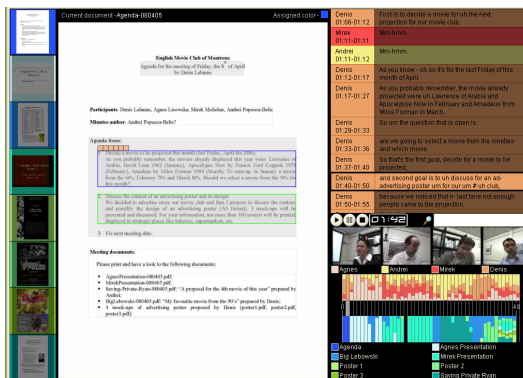 Current document - Agenda-080405
Assigned color -
English Movie Club of Montreux
Agenda for the meeting of Friday, the 8 of April
by Denis Lalanne
Participants: Denis Lalanne, Agnes Lisowska, Mirek Melichar, Andrei Popescu-Belis
Minutes author: Andrei Popescu-Belis?
Agenda items:
1. Decide a movie to be projected this month (last Friday, April the 29th)
As you probably remember, the movies already displayed this year were: Lawrence of
Arabia, David Lean 1962 (January), Apocalypse Now by Francis Ford Coppola 1979
(February), Amadeus by Milos Forman 1984 (March). To sum-up, in January a movie
from the 60's, February 70's and March 80's. Should we select a movie from the 90's for
this month?
2. Discuss the content of an advertising poster and its design.
We decided to advertise more our movie club and thus I propose to discuss the content,
and possibly the design of an advertising poster (A3 format). 3 mock-ups will be
presented and discussed. For your information, not more than 100 posters will be printed,
displayed in strategic places like bakeries, supermarkets, etc.
3. Fix next meeting date.
Meeting documents:
Please print and have a look to the following documents:
• AgnesPresentation-080405.pdf,
• MirekPresentation-080405.pdf,
• Saving-Private-Ryan-080405.pdf: "A proposal for the 4th movie of this year" prepared by
Andrei;
• BigLebowski-080405.pdf: "My favourite movie from the 90's" prepared by Denis;
• 3 mock-ups of advertising poster proposed by Denis (poster1.pdf, poster2.pdf,
poster3.pdf).
Denis
01:06-01:12
First is to decide a movie for uh the next
projection for our movie club.
Mirek
01:11-01:11
Mm-hmm.
Andrei
01:11-01:12
Mm-hmm.
Denis
01:12-01:17
As you know - uh so it's for the last Friday of this
month of April.
Denis
01:17-01:27
As you probably remember, the movie already
projected were uh Lawrence of Arabia and
Apocalypse Now in February and Amadeus from
Milos Forman in March.
Denis
01:29-01:33
So um the question that is open is:
Denis
01:33-01:36
are we going to select a movie from the nineties
and which movie.
Denis
01:37-01:40
So that's the first goal, decide for a movie to be
projected,
Denis
01:40-01:50
and second goal is to uh discuss for an ad-
advertising poster um for our um # uh club,
Denis
01:50-01:55
because we noticed that n- last time not enough
people came to the projection.
01:42
Agnes
Andrei
Mirek
Denis
0
48
Agenda
Agnes Presentation
Big Lebowski
Mirek Presentation
Poster 1
Poster 2
Poster 3
Saving Private Ryan